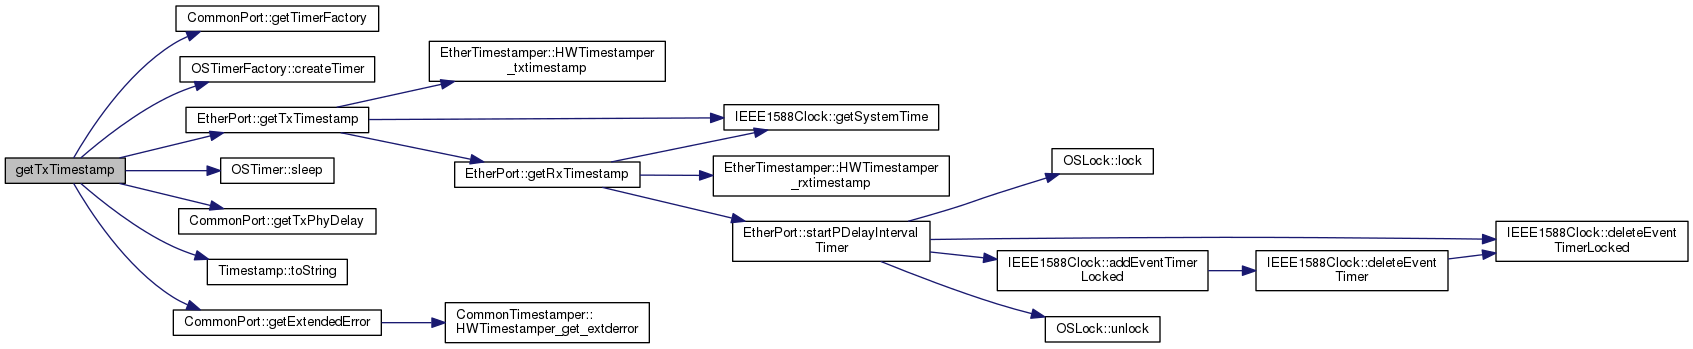 CommonPort::getTimerFactory
OSTimerFactory::createTimer
EtherTimestamper::HWTimestamper
_txtimestamp
EtherPort::getTxTimestamp
IEEE1588Clock::getSystemTime
getTxTimestamp
OSTimer::sleep
EtherPort::getRxTimestamp
EtherTimestamper::HWTimestamper
_rxtimestamp
OSLock::lock
CommonPort::getTxPhyDelay
EtherPort::startPDelayInterval
Timer
IEEE1588Clock::deleteEvent
TimerLocked
Timestamp::toString
IEEE1588Clock::addEventTimer
Locked
IEEE1588Clock::deleteEvent
Timer
CommonPort::getExtendedError
CommonTimestamper::
HWTimestamper_get_extderror
OSLock::unlock